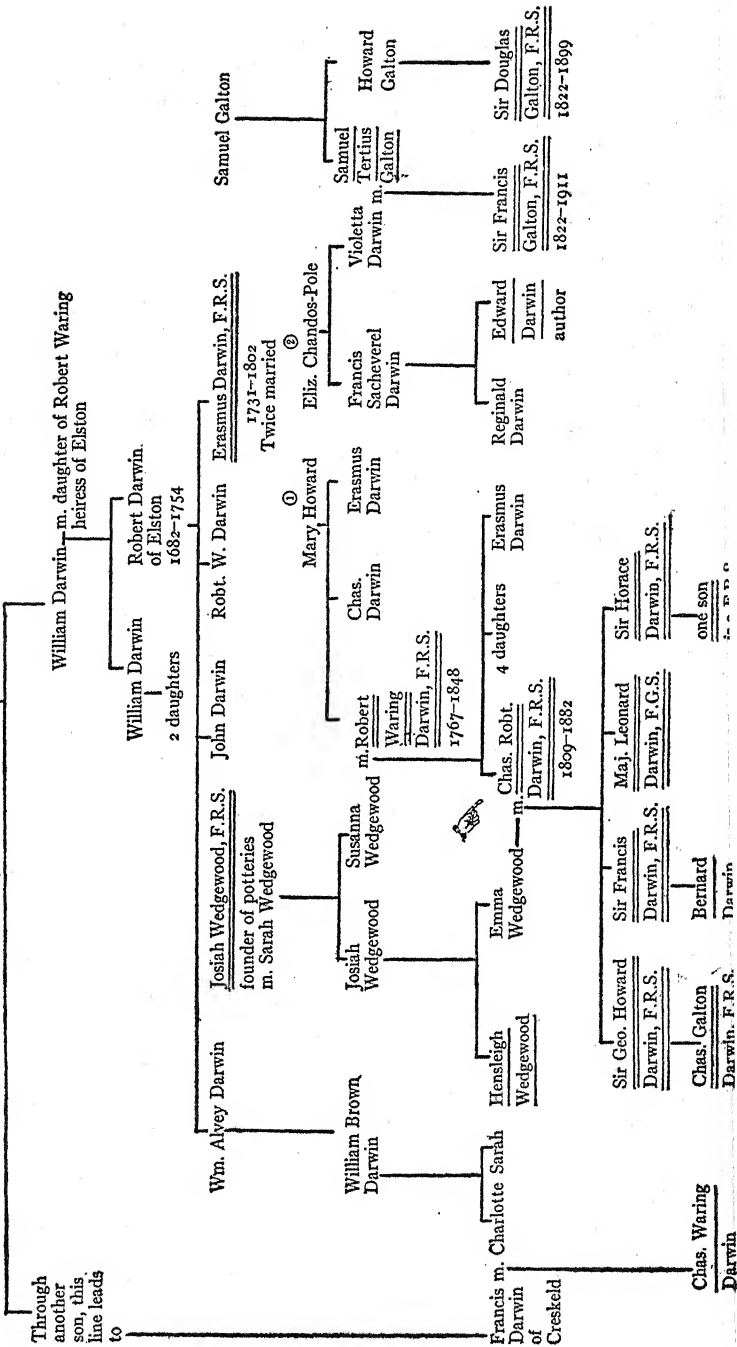 Through
another
son, this
line leads
to
William Darwin m. daughter of Robert Waring
heiress of Elston
William Darwin
2 daughters
Robert Darwin.
of Elston
1682–1754
Samuel Galton
Wm. Alvey Darwin
Josiah Wedgewood, F.R.S.
founder of potteries
m. Sarah Wedgewood
John Darwin
Robt. W. Darwin
Erasmus Darwin, F.R.S.
1731–1802
Twice married
Mary Howard
①
Eliz. Chandos-Pole
②
William Brown
Darwin
Josiah
Wedgewood
Susanna
Wedgewood
m. Robert
Waring
Darwin, F.R.S.
1767–1848
Chas.
Darwin
Erasmus
Darwin
Francis
Sacheverel
Darwin
Violetta
Darwin m.
Samuel
Tertius
Galton
Howard
Galton
Francis m. Charlotte Sarah
Darwin
of
Creskeld
Hensleigh
Wedgewood
Emma
Wedgewood
m.
Chas. Robt.
Darwin, F.R.S.
1809–1882
4 daughters
Erasmus
Darwin
Reginald
Darwin
Edward
Darwin
author
Sir Francis
Galton, F.R.S.
1822–1911
Sir Douglas
Galton, F.R.S.
1822–1899
Chas. Waring
Darwin
Sir Geo. Howard
Darwin, F.R.S.
Chas. Galton
Darwin, F.R.S.
Sir Francis
Darwin, F.R.S.
Bernard
Darwin
Maj. Leonard
Darwin, F.G.S.
Sir Horace
Darwin, F.R.S.
one son